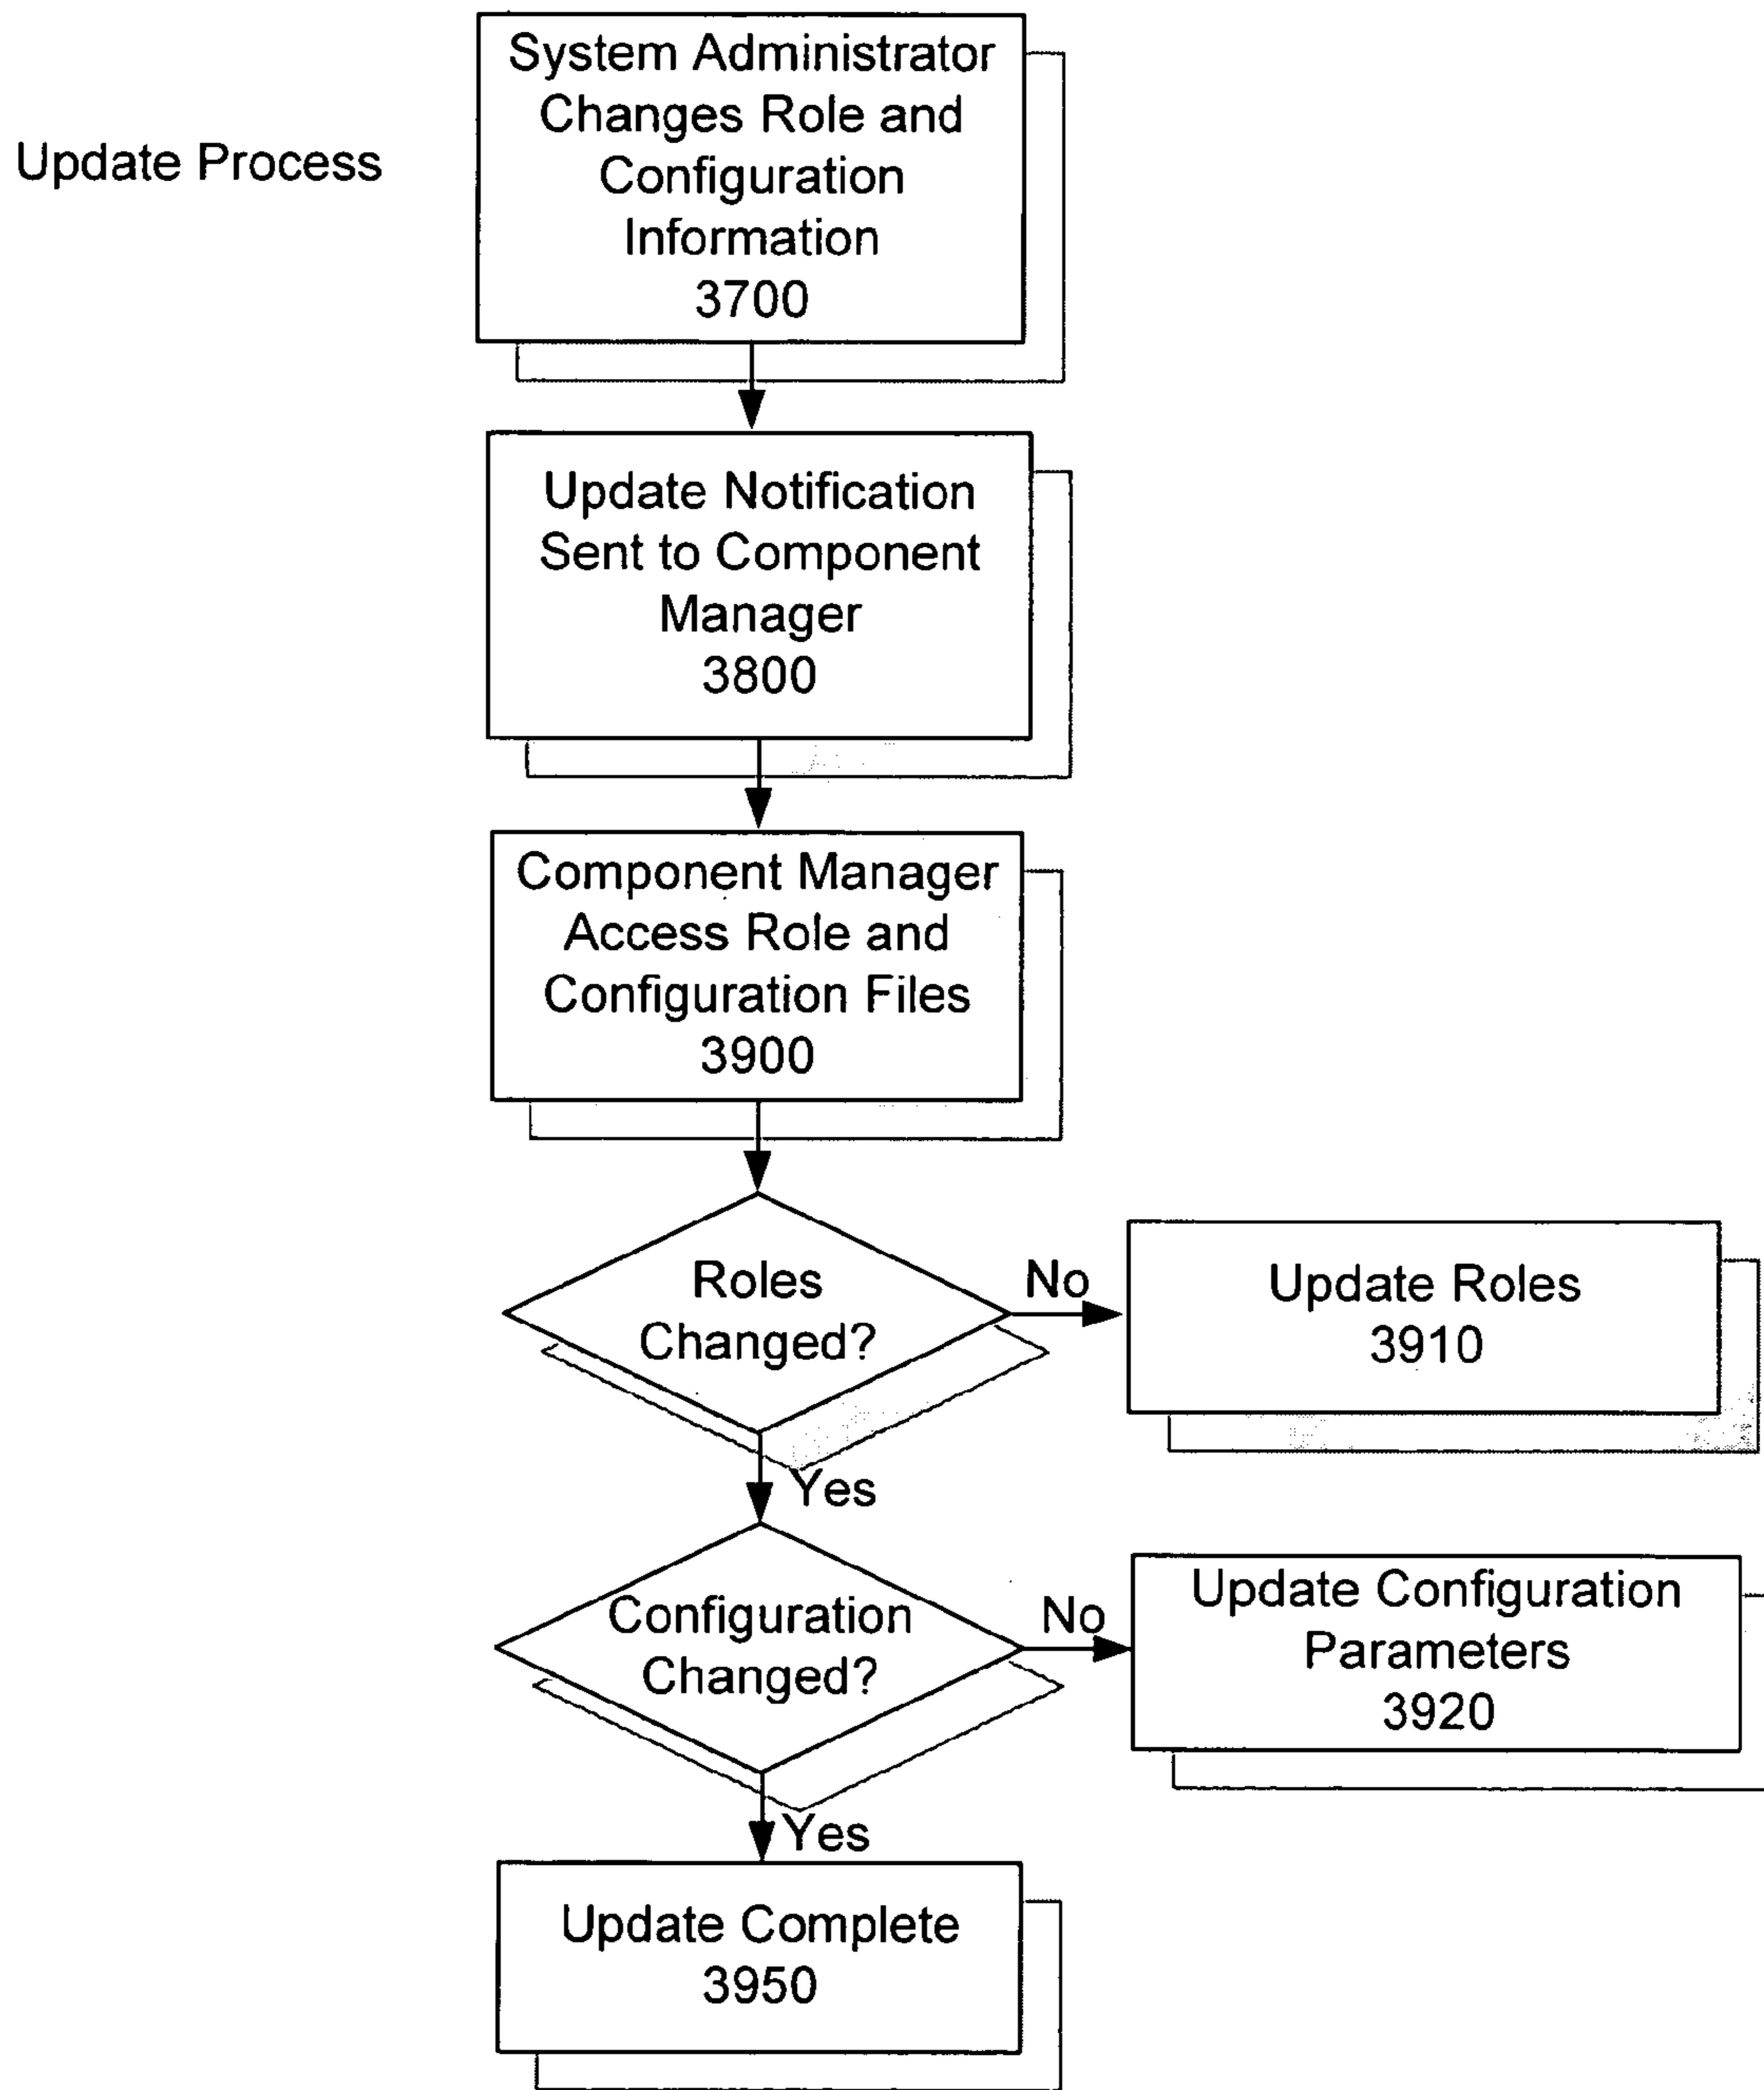 Update Process
System Administrator
Changes Role and
Configuration
Information
3700
Update Notification
Sent to Component
Manager
3800
Component Manager
Access Role and
Configuration Files
3900
Roles
Changed?
No
Update Roles
3910
Yes
Configuration
Changed?
No
Update Configuration
Parameters
3920
Yes
Update Complete
3950